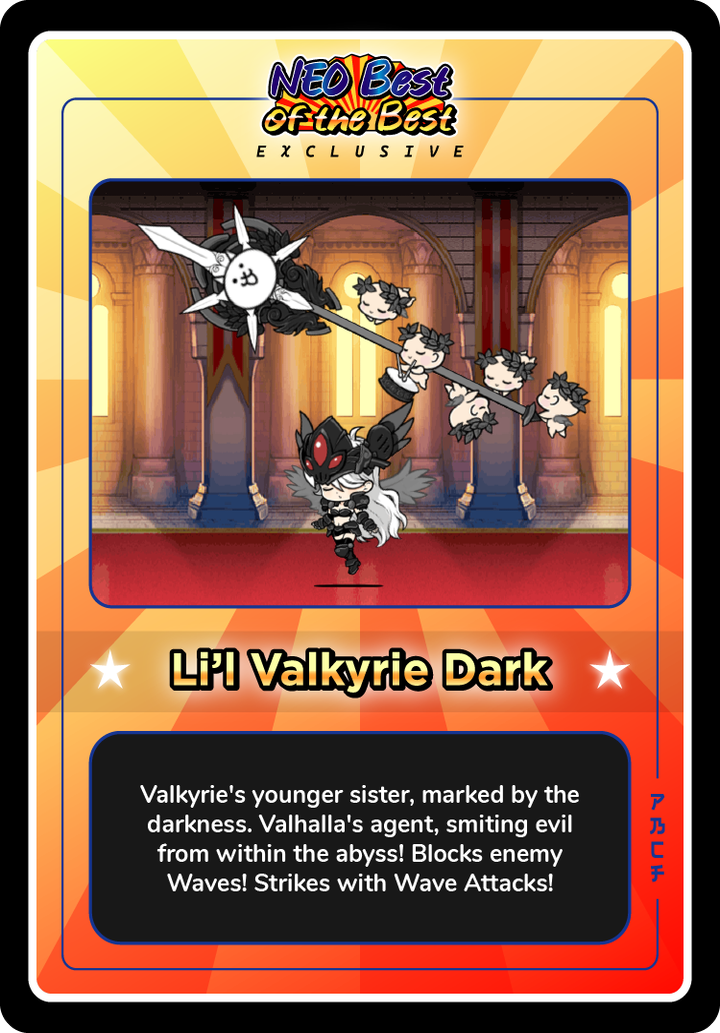 NEO Best
of the Best
EXCLUSIVE
Li'l Valkyrie Dark
Valkyrie's younger sister, marked by the
darkness. Valhalla's agent, smiting evil
from within the abyss! Blocks enemy
Waves! Strikes with Wave Attacks!